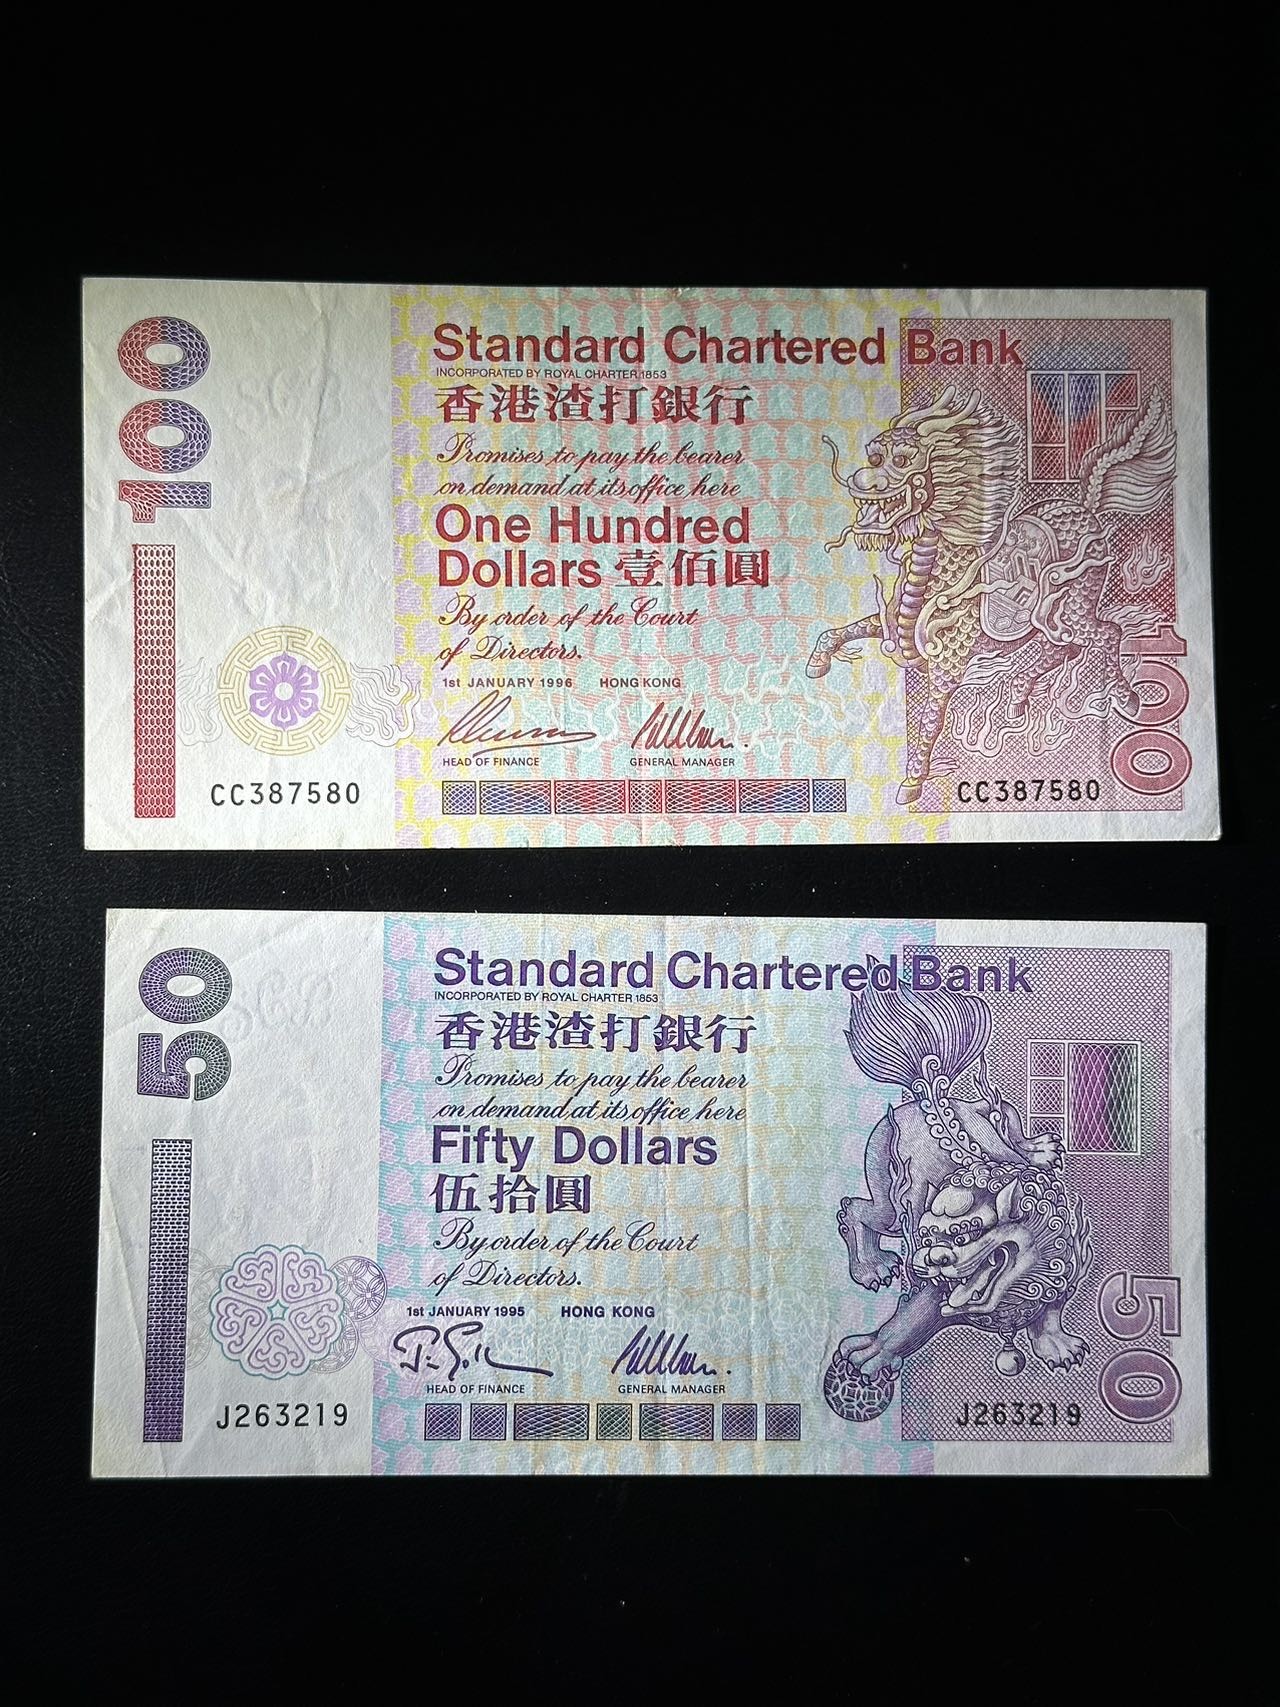 100
Standard Chartered Bank
INCORPORATED BY ROYAL CHARTER 1853
香港渣打銀行
Promises to pay the bearer
on demand at its office here
One Hundred
Dollars 壹佰圓
By order of the Court
of Directors.
1st JANUARY 1996 HONG KONG
HEAD OF FINANCE GENERAL MANAGER
CC387580
CC387580
100
50
Standard Chartered Bank
INCORPORATED BY ROYAL CHARTER 1853
香港渣打銀行
Promises to pay the bearer
on demand at its office here
Fifty Dollars
伍拾圓
By order of the Court
of Directors.
1st JANUARY 1995 HONG KONG
HEAD OF FINANCE GENERAL MANAGER
J263219
J263219
50